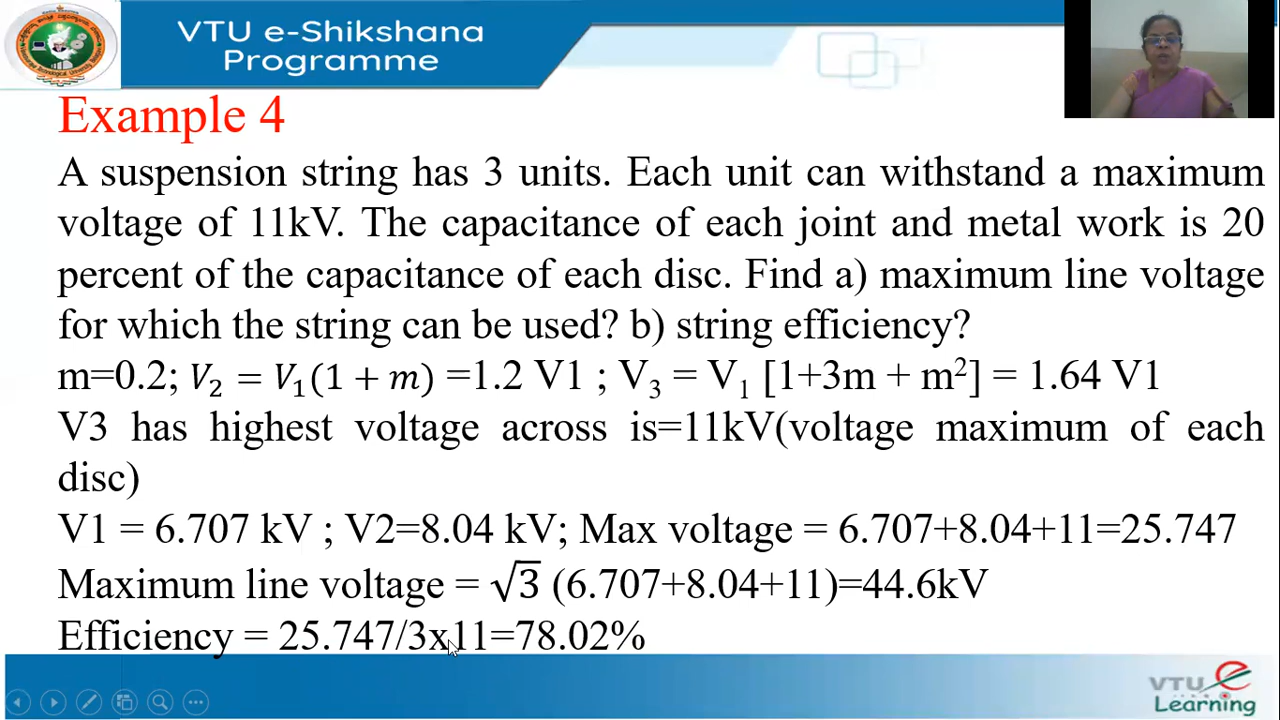 VTU e-Shikshana
Programme
Example 4
A suspension string has 3 units. Each unit can withstand a maximum
voltage of 11kV. The capacitance of each joint and metal work is 20
percent of the capacitance of each disc. Find a) maximum line voltage
for which the string can be used? b) string efficiency?
m=0.2; 𝑉₂ = 𝑉₁(1 + 𝑚) =1.2 V1 ; V₃ = V₁ [1+3m + m²] = 1.64 V1
V3 has highest voltage across is=11kV(voltage maximum of each
disc)
V1 = 6.707 kV ; V2=8.04 kV; Max voltage = 6.707+8.04+11=25.747
Maximum line voltage = √3 (6.707+8.04+11)=44.6kV
Efficiency = 25.747/3x11=78.02%
VTU e
Learning